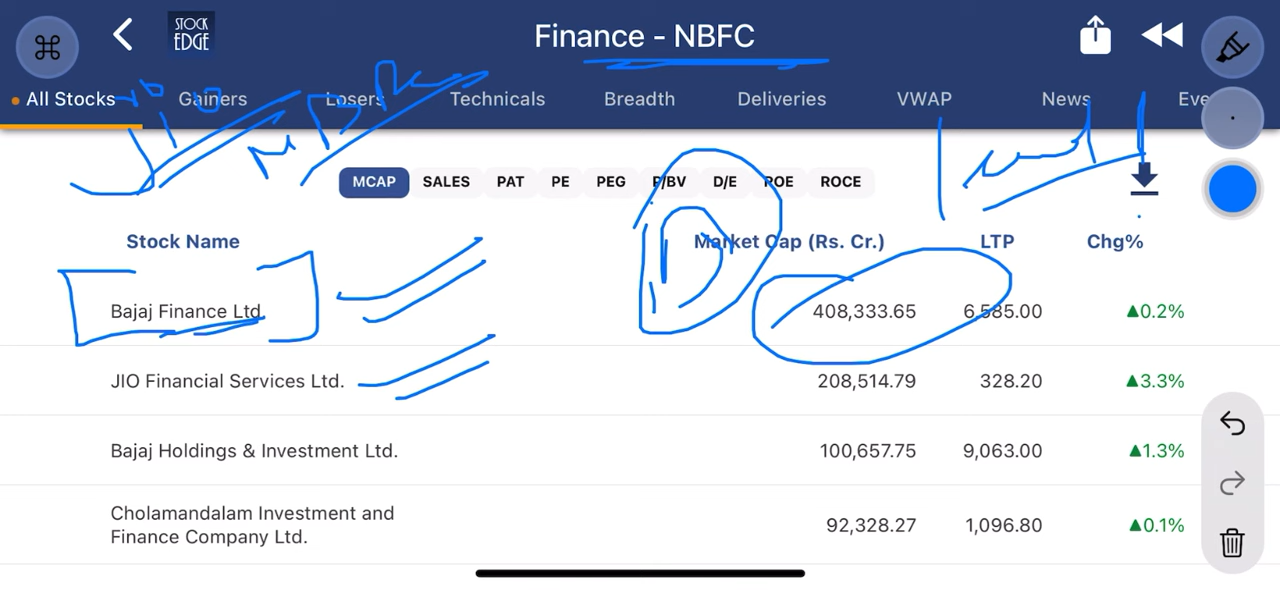 STOCK
EDGE
Finance - NBFC
All Stocks Gainers Losers Technicals Breadth Deliveries VWAP News Eve
MCAP SALES PAT PE PEG P/BV D/E ROE ROCE
Stock Name Market Cap (Rs. Cr.) LTP Chg%
Bajaj Finance Ltd. 408,333.65 6,585.00 ▲0.2%
JIO Financial Services Ltd. 208,514.79 328.20 ▲3.3%
Bajaj Holdings & Investment Ltd. 100,657.75 9,063.00 ▲1.3%
Cholamandalam Investment and
Finance Company Ltd. 92,328.27 1,096.80 ▲0.1%